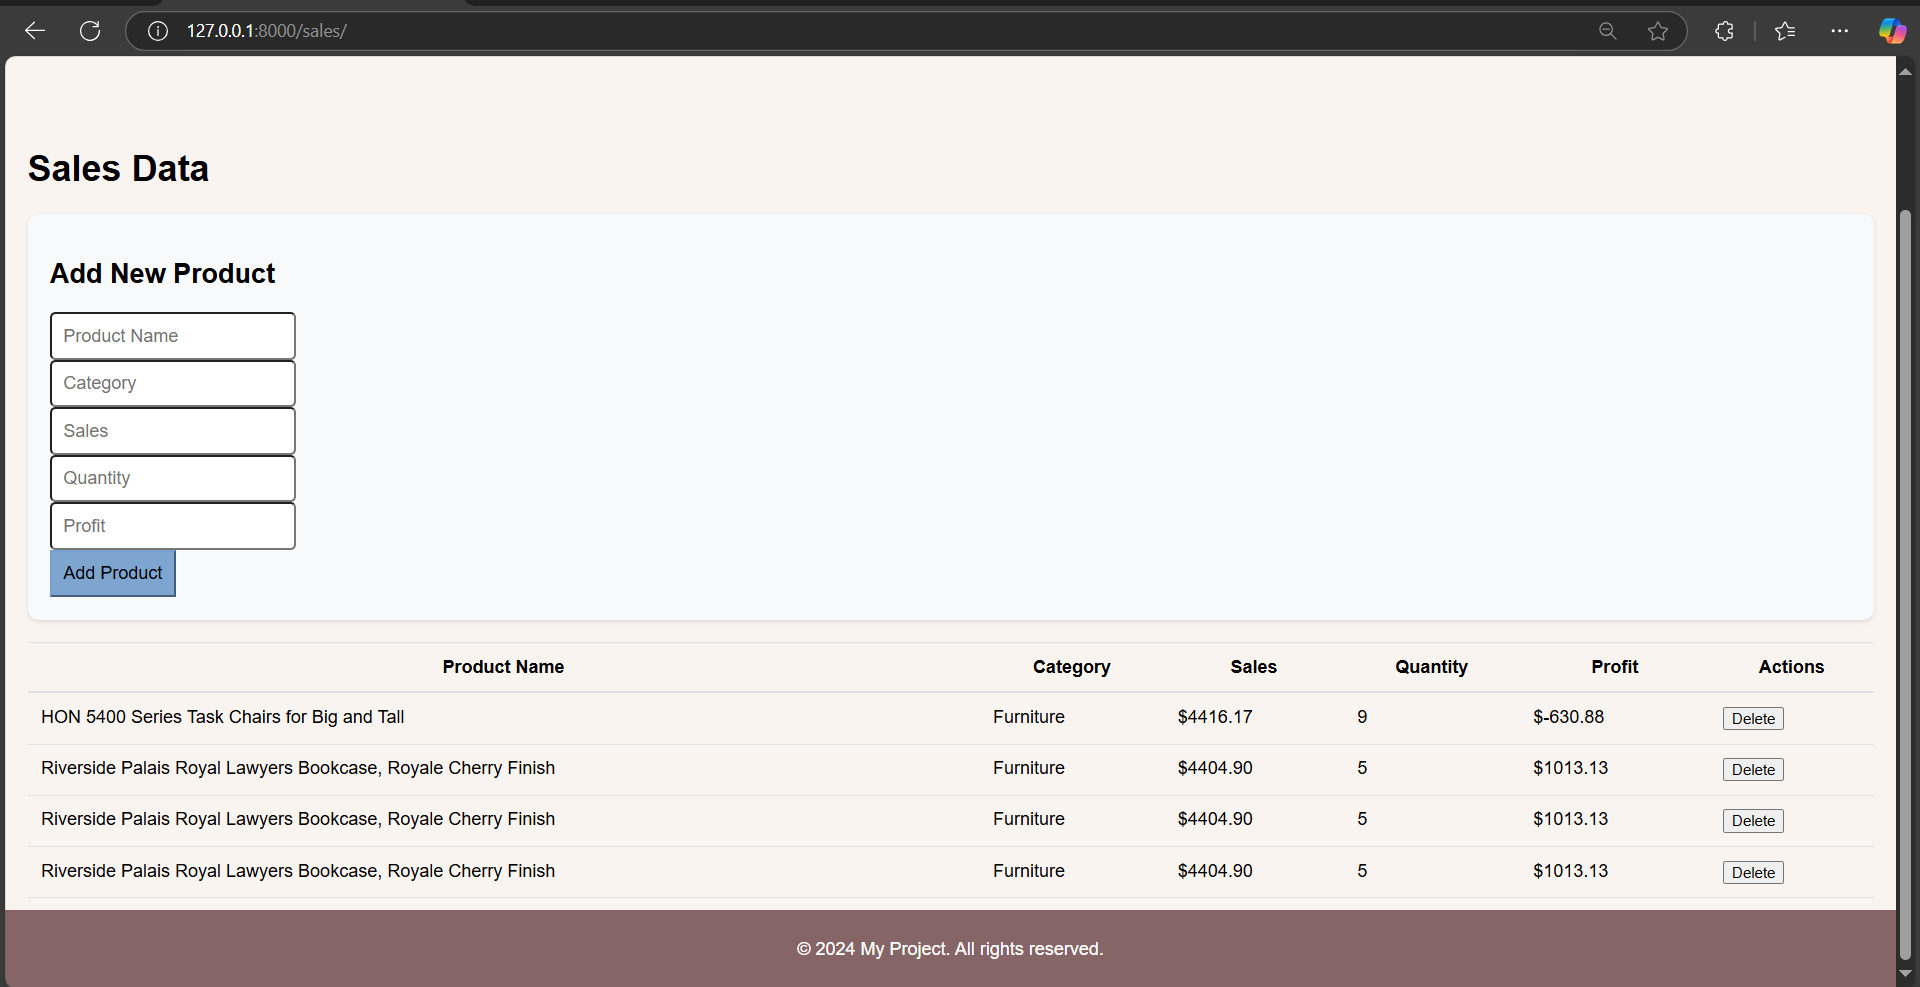 127.0.0.1:8000/sales/
Sales Data
Add New Product
Product Name
Category
Sales
Quantity
Profit
Add Product
Product Name Category Sales Quantity Profit Actions
HON 5400 Series Task Chairs for Big and Tall Furniture $4416.17 9 $-630.88 Delete
Riverside Palais Royal Lawyers Bookcase, Royale Cherry Finish Furniture $4404.90 5 $1013.13 Delete
Riverside Palais Royal Lawyers Bookcase, Royale Cherry Finish Furniture $4404.90 5 $1013.13 Delete
Riverside Palais Royal Lawyers Bookcase, Royale Cherry Finish Furniture $4404.90 5 $1013.13 Delete
© 2024 My Project. All rights reserved.